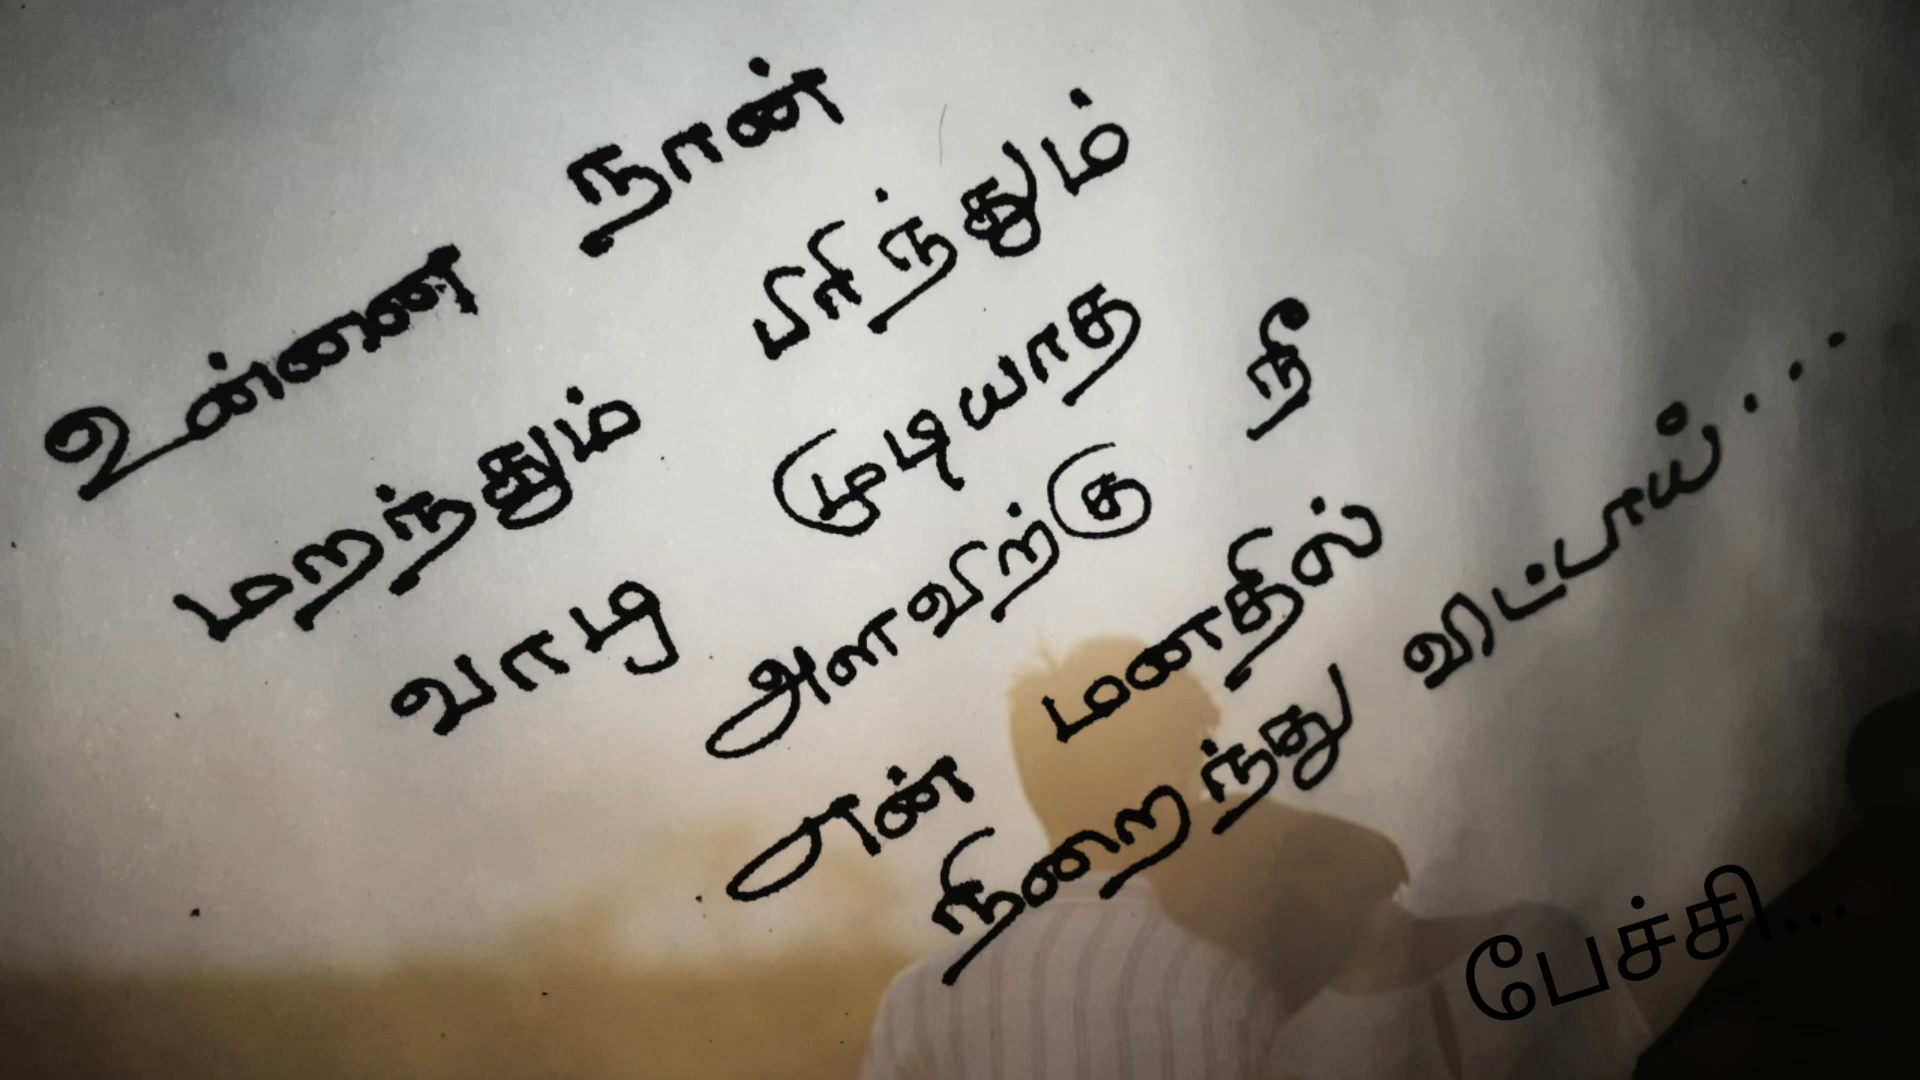 உன்னை நான்
மறந்தும் பிரிந்தும்
வாழ முடியாத
அளவிற்கு நீ
என் மனதில்
நிறைந்து விட்டாய்....
பேச்சி...